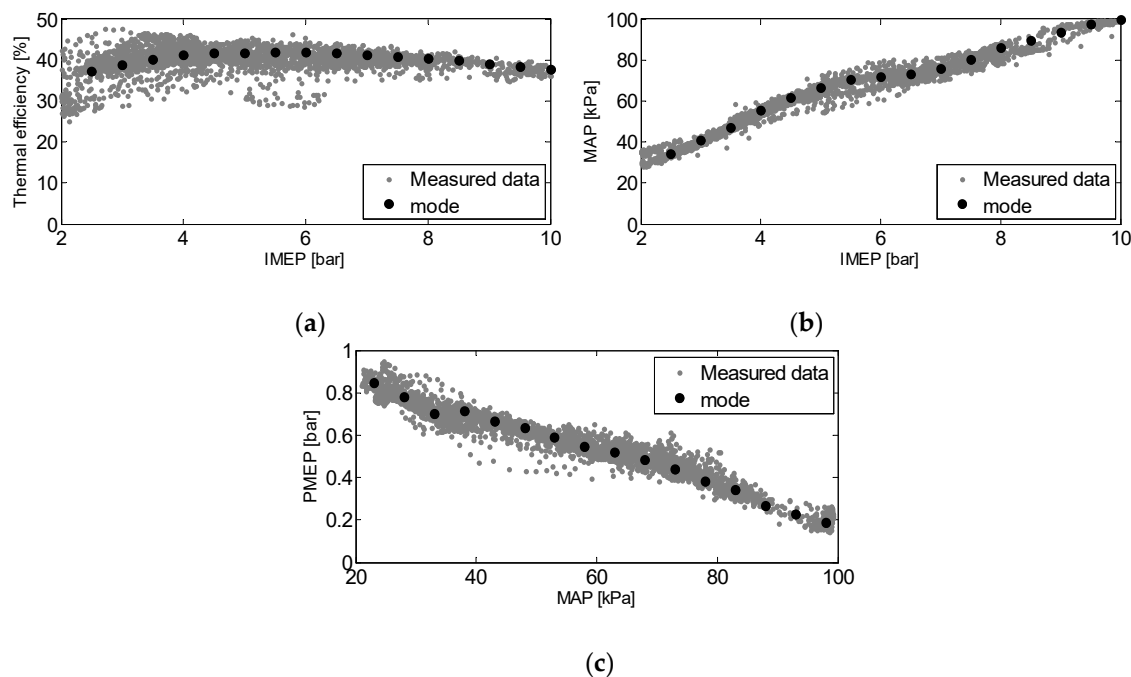 50
40
30
20
10
0
Thermal efficiency [%]
Measured data
mode
2 4 6 8 10
IMEP [bar]
(a)
100
80
60
40
20
0
MAP [kPa]
Measured data
mode
2 4 6 8 10
IMEP [bar]
(b)
1
0.8
0.6
0.4
0.2
0
PMEP [bar]
Measured data
mode
20 40 60 80 100
MAP [kPa]
(c)